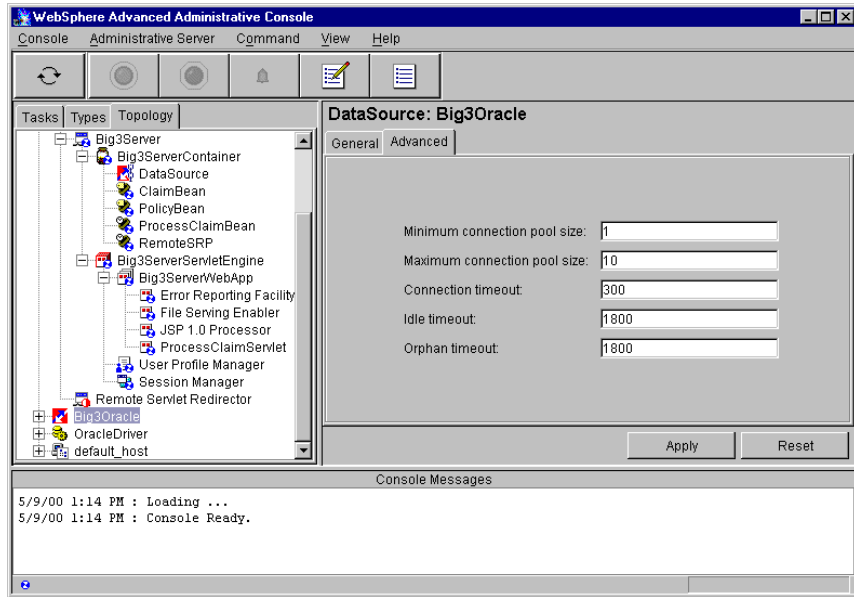 WebSphere Advanced Administrative Console
Console Administrative Server Command View Help
Tasks Types Topology
Big3Server
Big3ServerContainer
DataSource
ClaimBean
PolicyBean
ProcessClaimBean
RemoteSRP
Big3ServerServletEngine
Big3ServerWebApp
Error Reporting Facility
File Serving Enabler
JSP 1.0 Processor
ProcessClaimServlet
User Profile Manager
Session Manager
Remote Servlet Redirector
Big3Oracle
OracleDriver
default_host
DataSource: Big3Oracle
General Advanced
Minimum connection pool size: 1
Maximum connection pool size: 10
Connection timeout: 300
Idle timeout: 1800
Orphan timeout: 1800
Apply Reset
Console Messages
5/9/00 1:14 PM : Loading ...
5/9/00 1:14 PM : Console Ready.